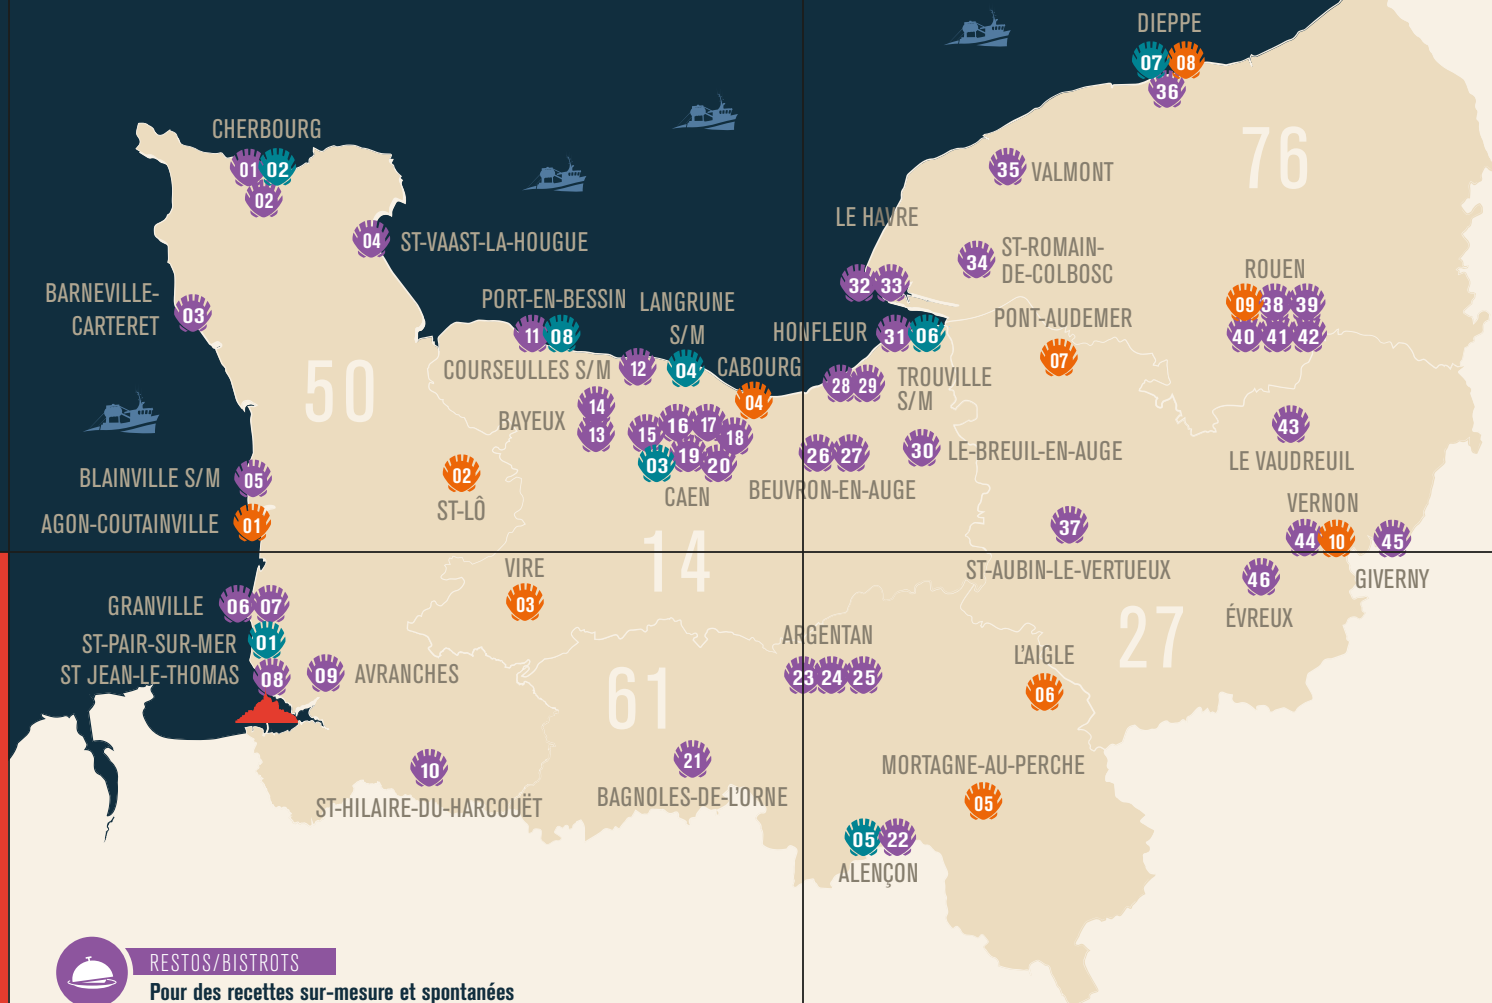 DIEPPE
07 08
36
76
CHERBOURG
01 02
02
35 VALMONT
LE HAVRE
04 ST-VAAST-LA-HOUGUE
34 ST-ROMAIN-
DE-COLBOSC
ROUEN
32 33
BARNEVILLE-
CARTERET
03
PORT-EN-BESSIN
11 08
LANGRUNE
S/M
04
09 38 39
40 41 42
HONFLEUR 31 06
PONT-AUDEMER
07
50
COURSEULLES S/M 12
CABOURG
04
28 29 TROUVILLE
S/M
BAYEUX
14
13
15 16 17 18
03 19 20
CAEN
43
LE VAUDREUIL
26 27
BEUVRON-EN-AUGE
30 LE-BREUIL-EN-AUGE
BLAINVILLE S/M 05
02
ST-LÔ
AGON-COUTAINVILLE 01
VERNON
44 10
45
GIVERNY
37
ST-AUBIN-LE-VERTUEUX
14
VIRE
03
46
ÉVREUX
27
GRANVILLE 06 07
ST-PAIR-SUR-MER 01
ST JEAN-LE-THOMAS 08
09 AVRANCHES
ARGENTAN
23 24 25
L'AIGLE
06
61
10
ST-HILAIRE-DU-HARCOUËT
21
BAGNOLES-DE-L'ORNE
MORTAGNE-AU-PERCHE
05
05 22
ALENÇON
RESTOS/BISTROTS
Pour des recettes sur-mesure et spontanées